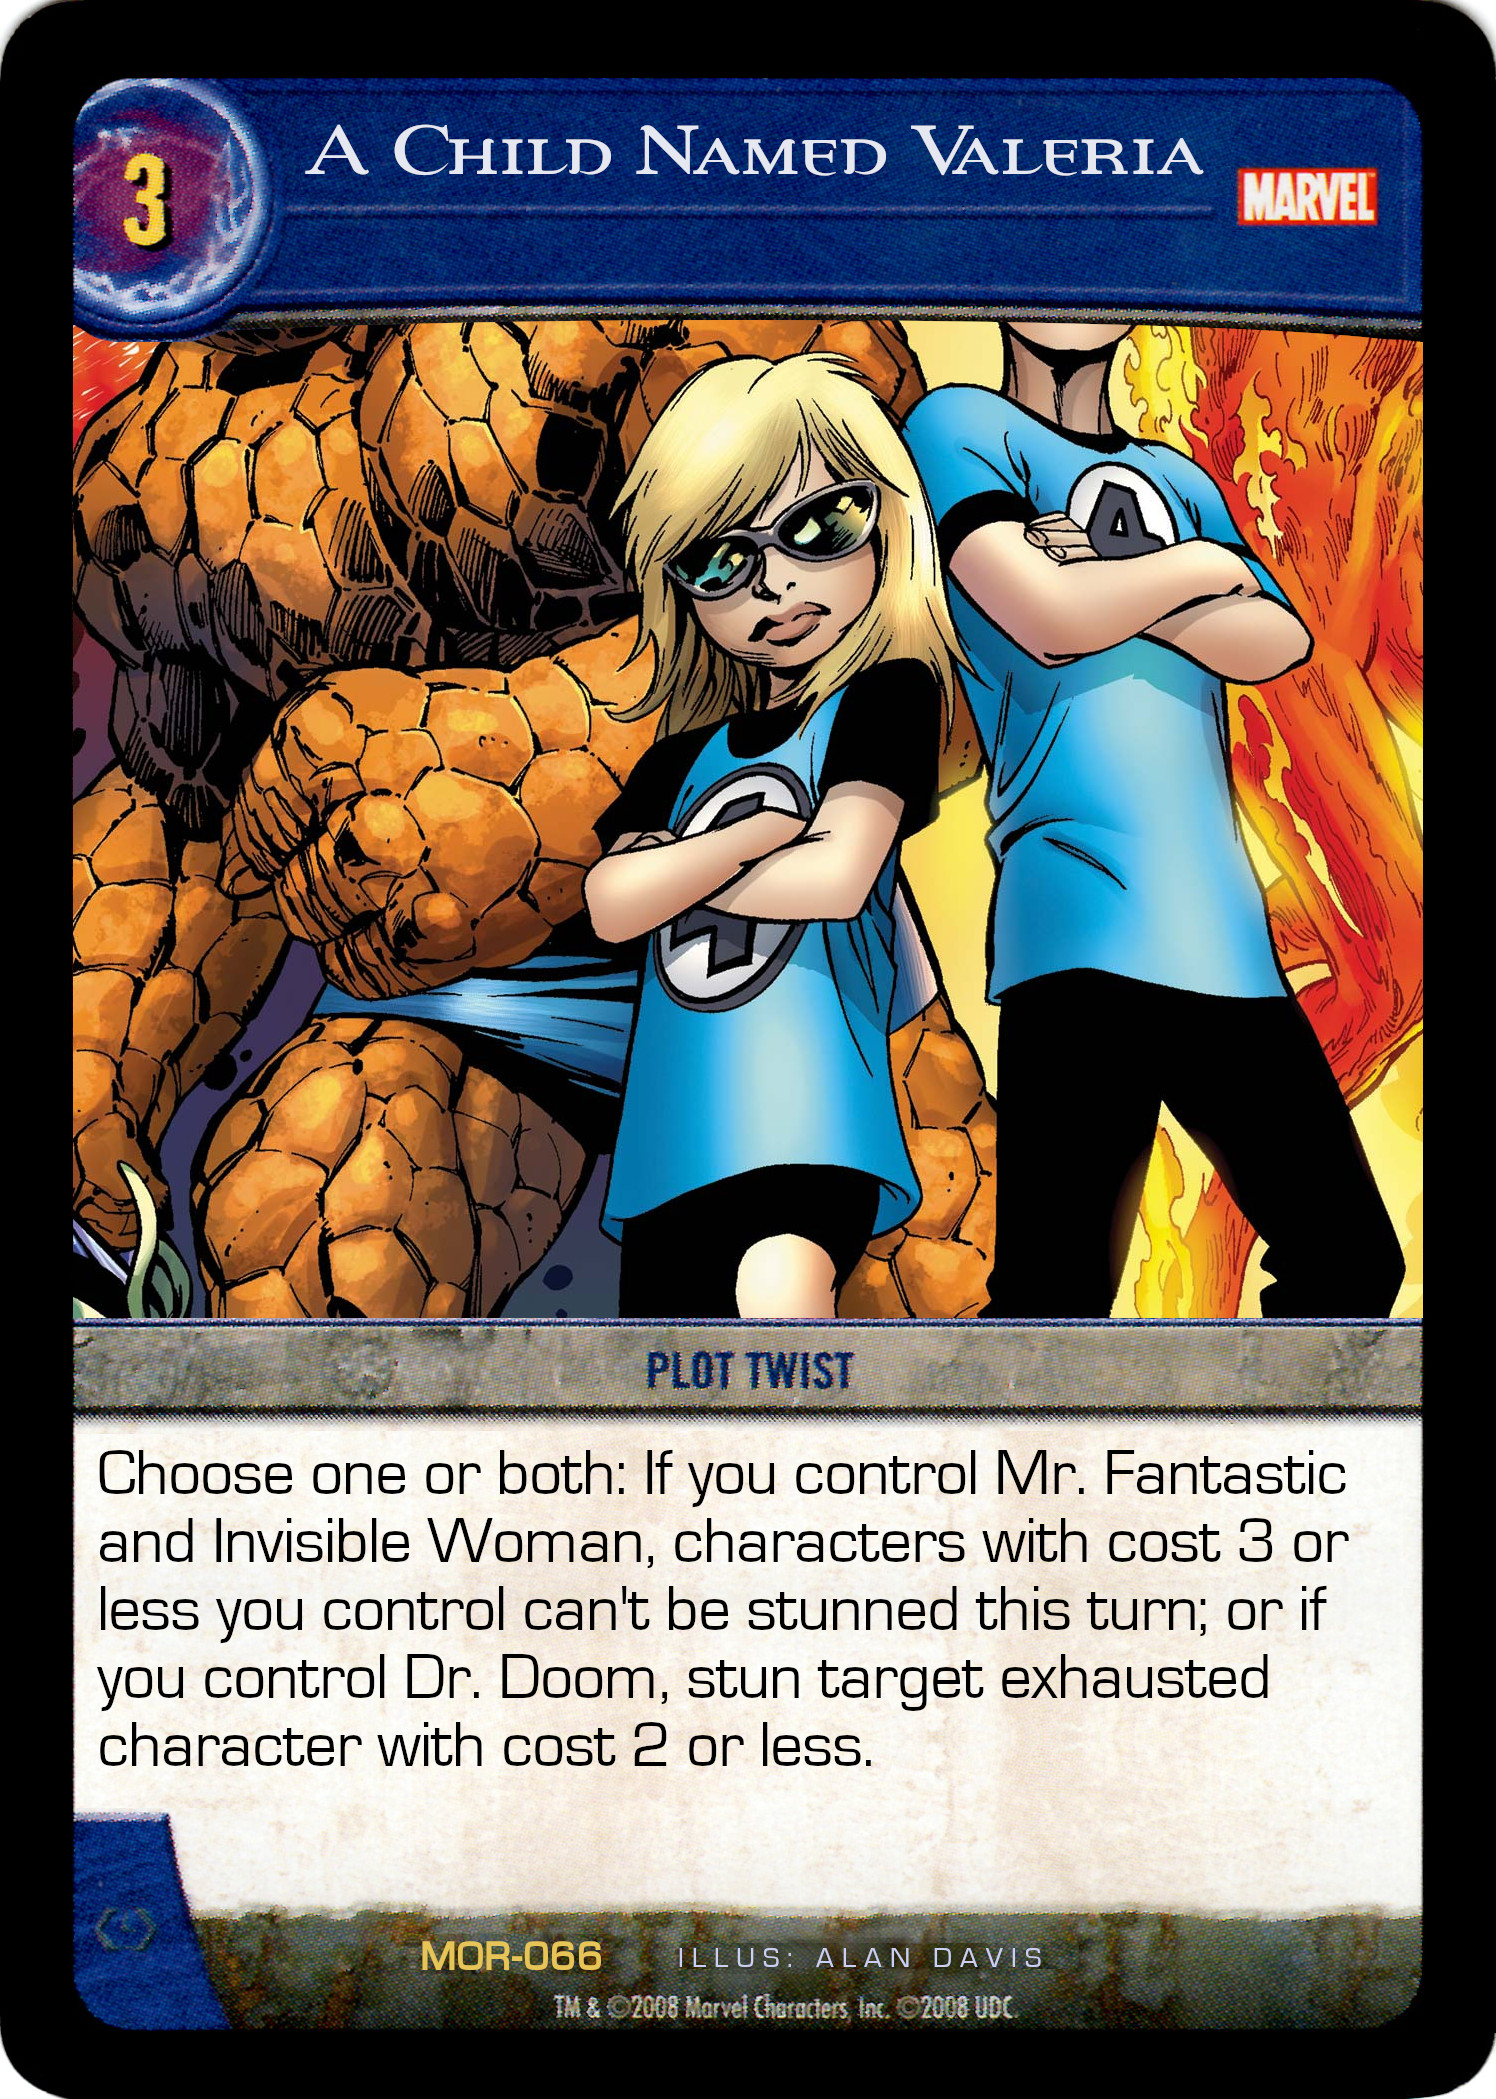 3
A Child Named Valeria
MARVEL
4
4
PLOT TWIST
Choose one or both: If you control Mr. Fantastic
and Invisible Woman, characters with cost 3 or
less you control can't be stunned this turn; or if
you control Dr. Doom, stun target exhausted
character with cost 2 or less.
MOR-066 ILLUS: ALAN DAVIS
TM & ©2008 Marvel Characters, Inc. ©2008 UDC.